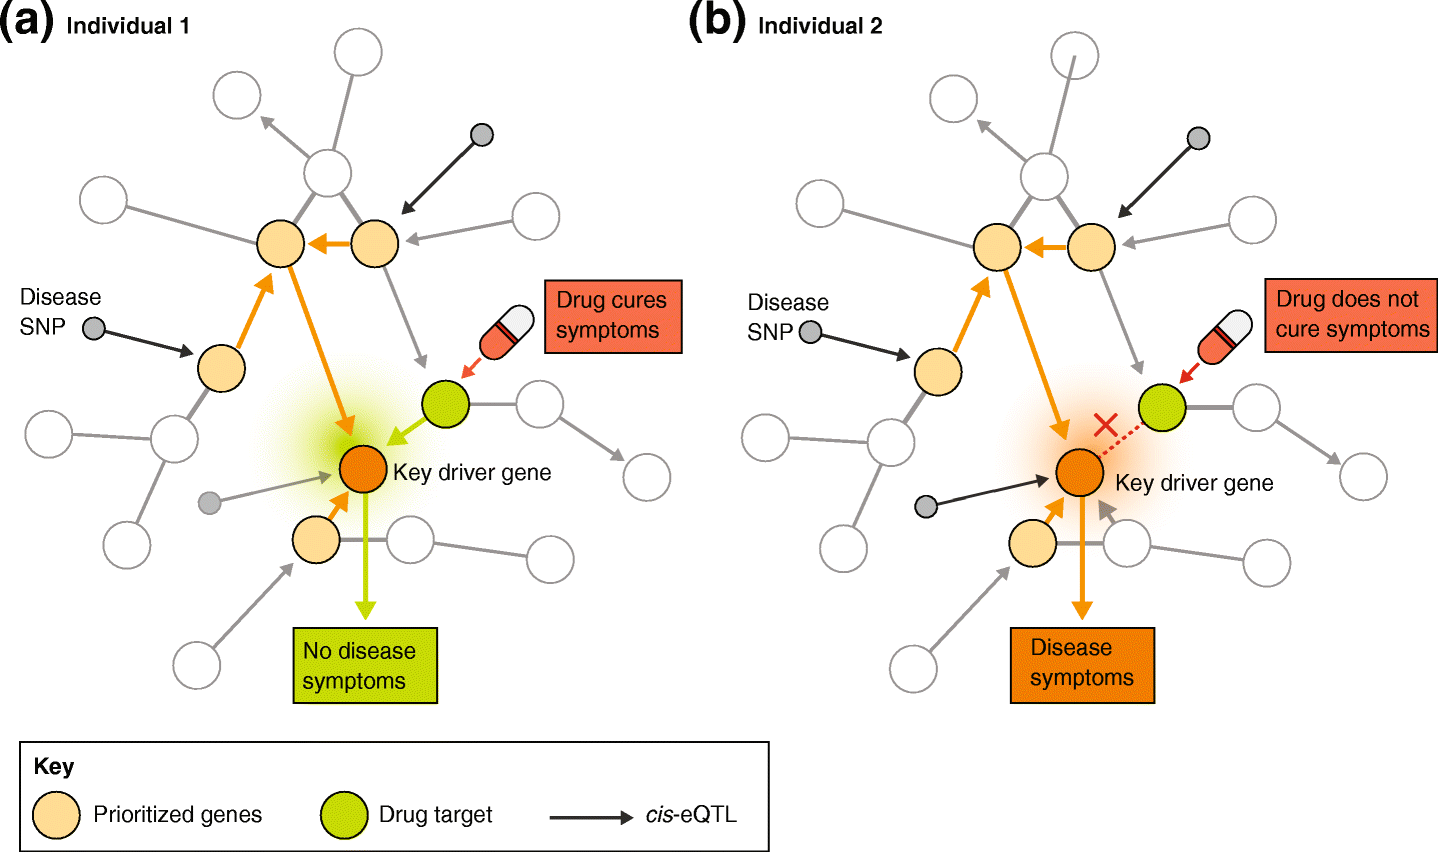 (a) Individual 1
Disease
SNP
Drug cures
symptoms
Key driver gene
No disease
symptoms
(b) Individual 2
Disease
SNP
Drug does not
cure symptoms
Key driver gene
Disease
symptoms
Key
Prioritized genes
Drug target
cis-eQTL